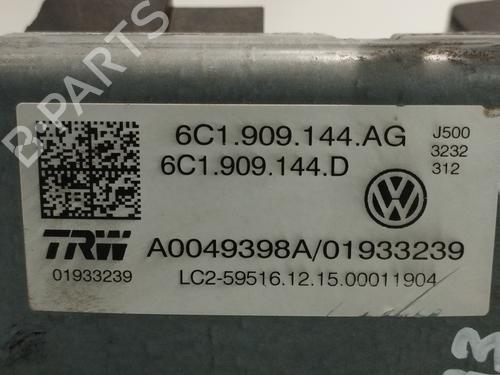 B-PARTS
6C1.909.144.AG
6C1.909.144.D
J500
3232
312
TRW
01933239
A0049398A/01933239
LC2-59516.12.15.00011904